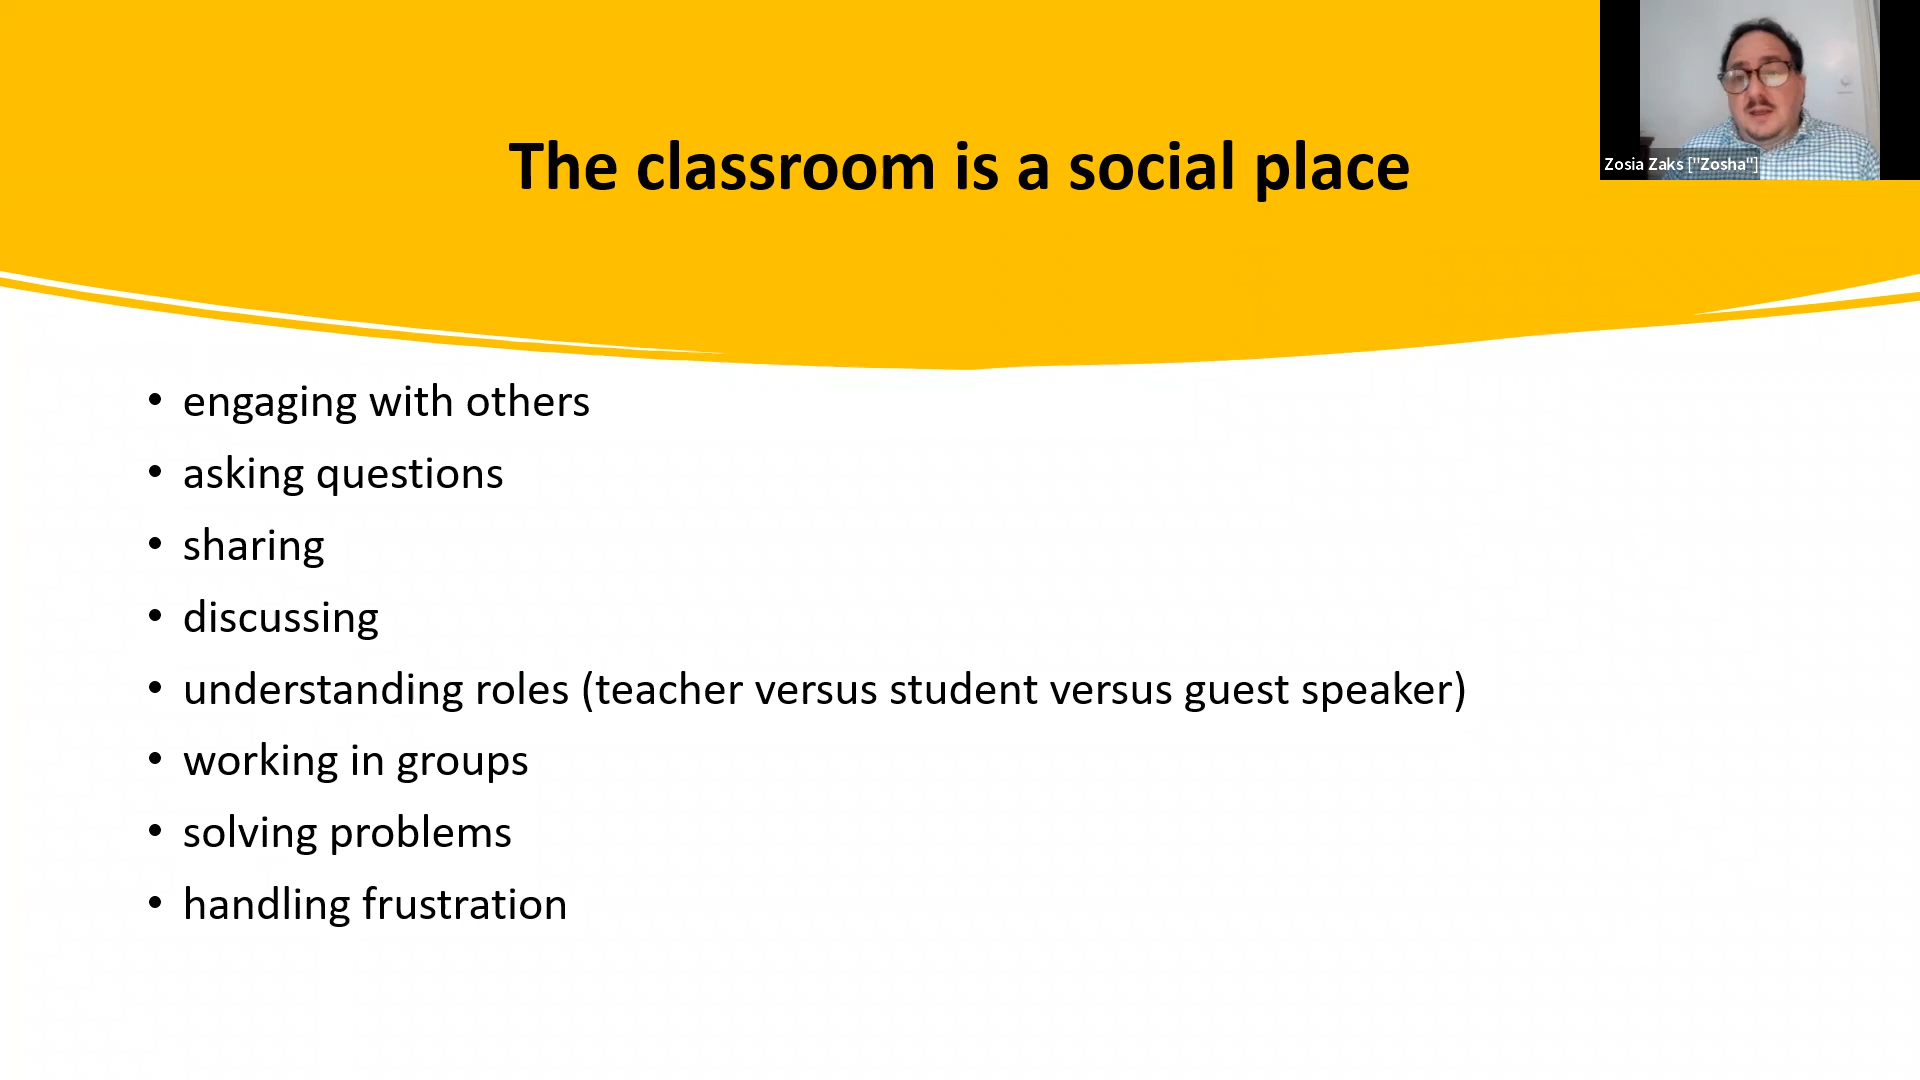 The classroom is a social place
Zosia Zaks ["Zosha"]
• engaging with others
• asking questions
• sharing
• discussing
• understanding roles (teacher versus student versus guest speaker)
• working in groups
• solving problems
• handling frustration